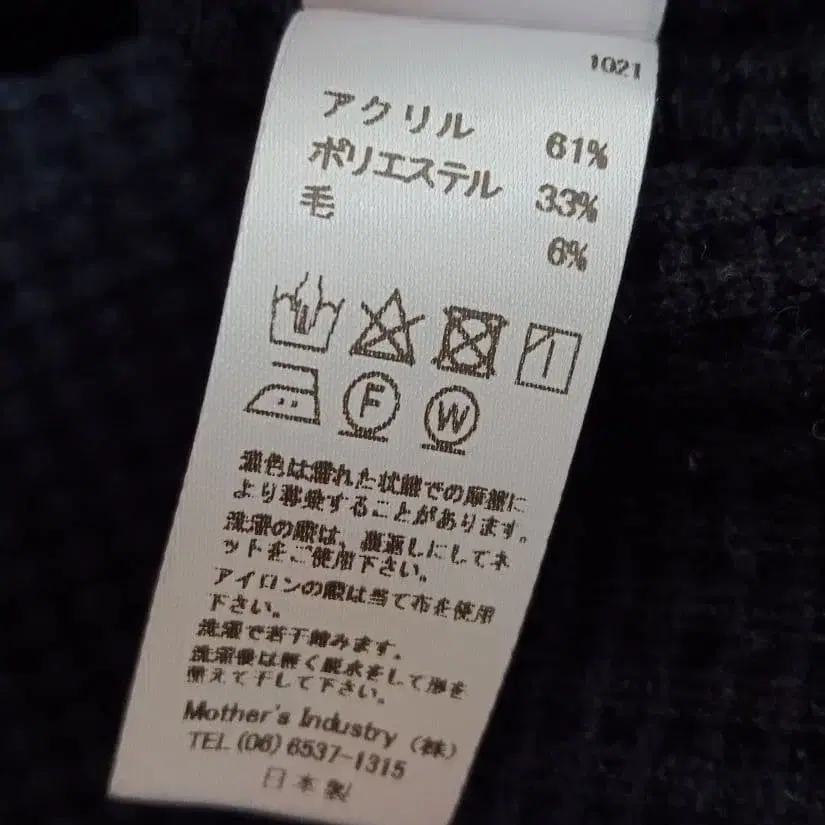 1021
アクリル 61%
ポリエステル 33%
毛 6%
F W
濃色は濡れた状態での摩擦に
より移染することがあります。
洗濯の際は、裏返しにしてネ
ットをご使用下さい。
アイロンの際は当て布を使用
下さい。
洗濯で若干縮みます。
洗濯後は軽く脱水をして形を
整えて干して下さい。
Mother's Industry (株)
TEL (06) 6537-1315
日本製